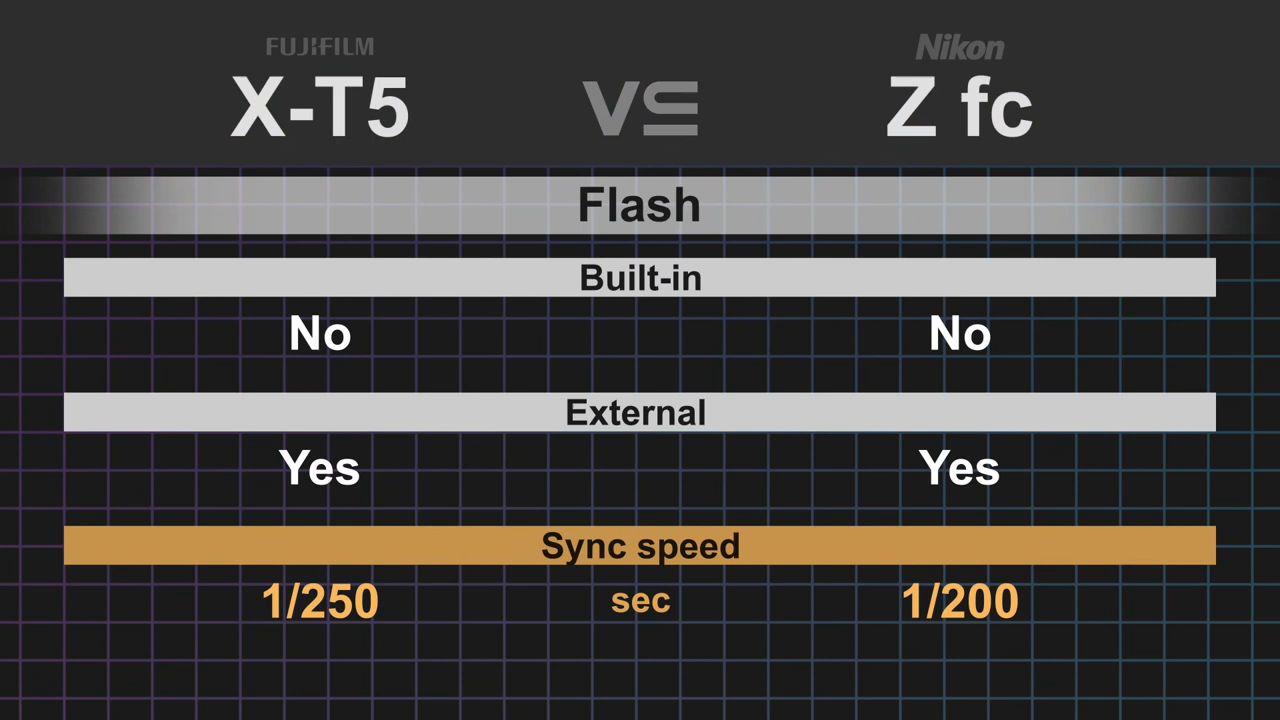 FUJIFILM
X-T5
VS
Nikon
Z fc
Flash
Built-in
No
No
External
Yes
Yes
Sync speed
1/250
sec
1/200